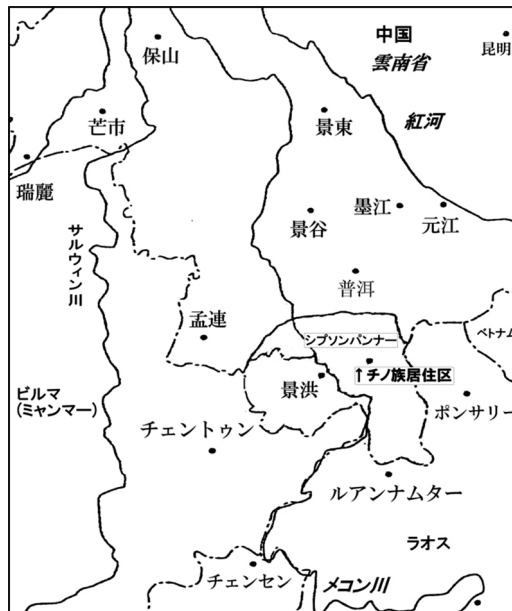 中国
雲南省
昆明
保山
芒市
景東
紅河
瑞麗
墨江
元江
景谷
サルウィン川
普洱
孟連
シプソンパンナー
ベトナム
↑チノ族居住区
景洪
ビルマ
(ミャンマー)
ポンサリー
チェントゥン
ルアンナムター
ラオス
チェンセン
メコン川